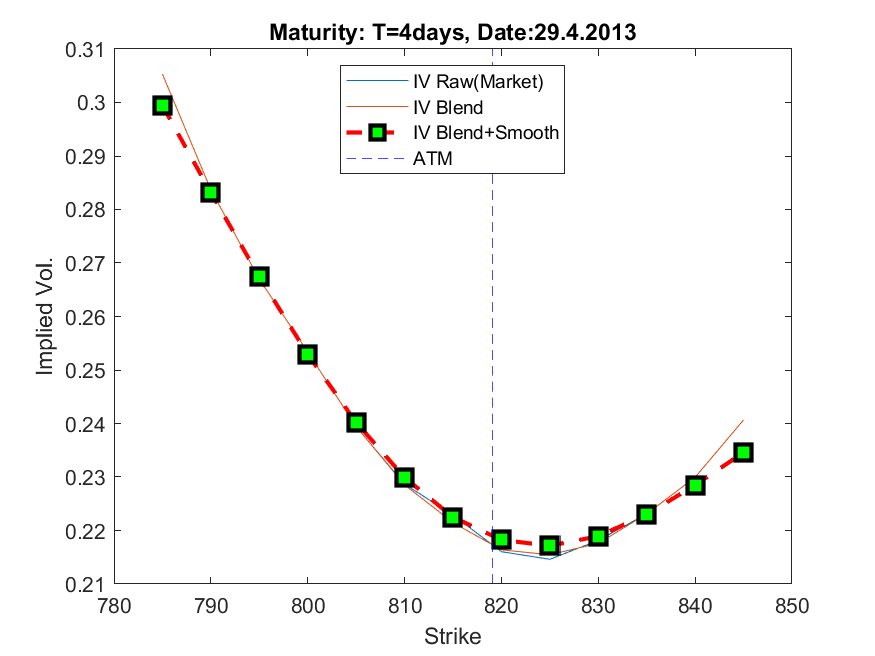 Maturity: T=4days, Date:29.4.2013
0.31
0.3
0.29
0.28
0.27
0.26
0.25
0.24
0.23
0.22
0.21
Implied Vol.
IV Raw(Market)
IV Blend
IV Blend+Smooth
ATM
780 790 800 810 820 830 840 850
Strike